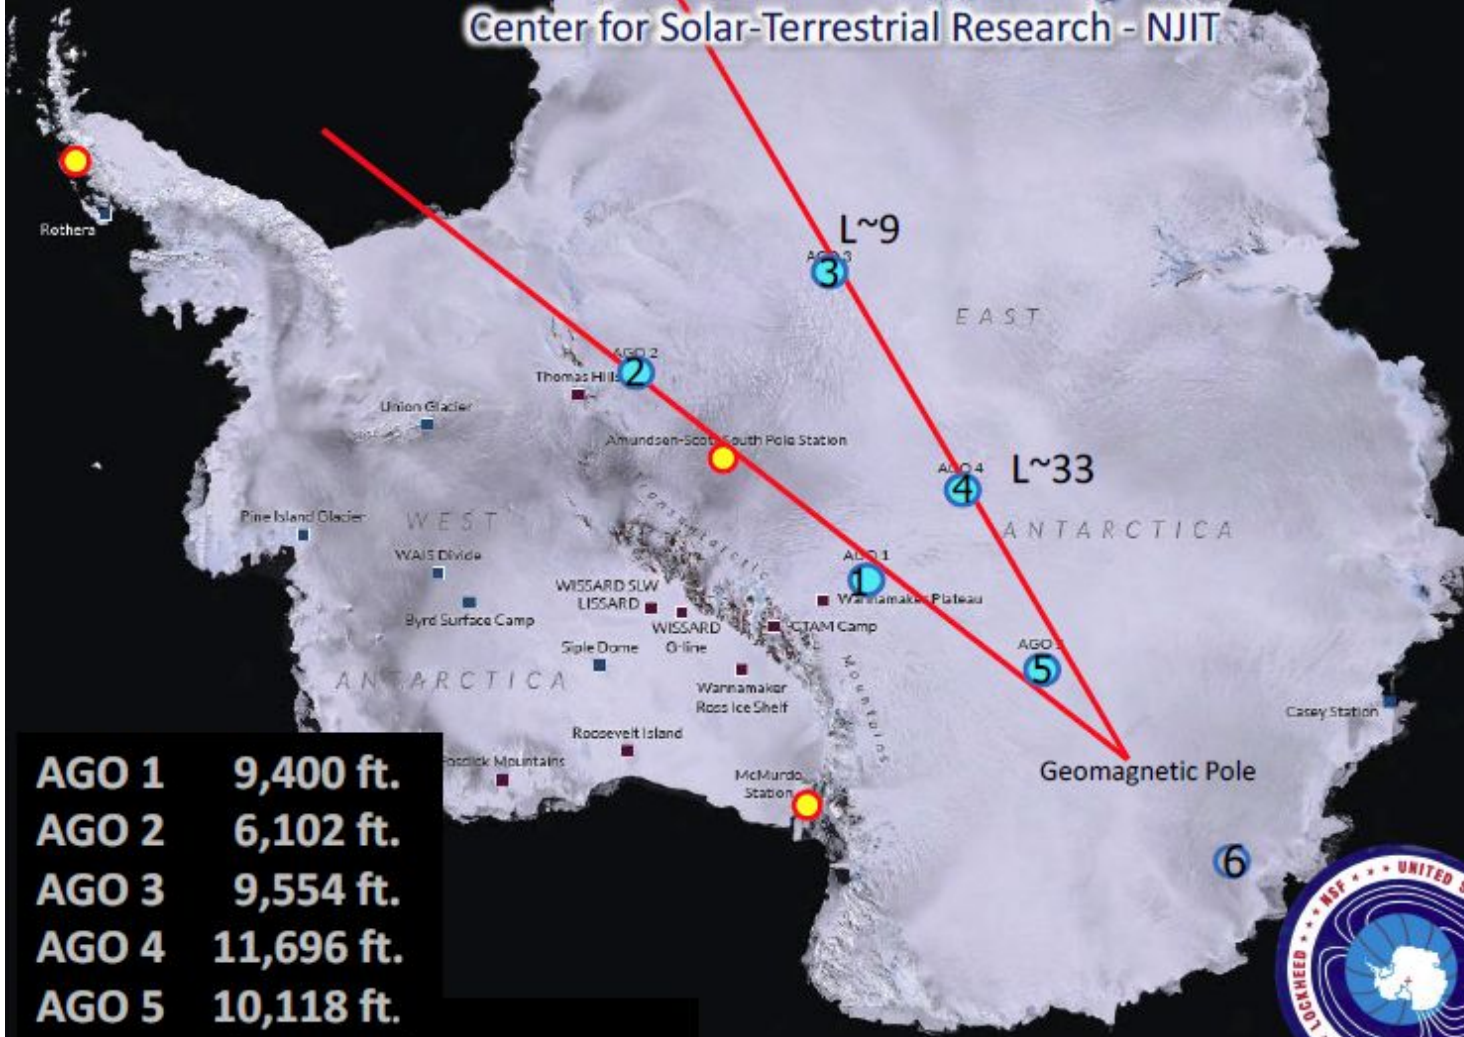 Center for Solar-Terrestrial Research - NJIT
Rothera
L~9
AGO 3
3
EAST
AGO 2
2
Thomas Hills
Union Glacier
Amundsen-Scott South Pole Station
AGO 4
4
L~33
Pine Island Glacier
WEST
Transantarctic
ANTARCTICA
WAIS Divide
AGO 1
1
WISSARD SLW
LISSARD
Wannamaker Plateau
Byrd Surface Camp
WISSARD
G-line
CTAM Camp
Siple Dome
AGO 5
5
ANTARCTICA
Wannamaker
Ross Ice Shelf
Mountains
Casey Station
Roosevelt Island
Geomagnetic Pole
Fosdick Mountains
McMurdo
Station
AGO 1 9,400 ft.
AGO 2 6,102 ft.
AGO 3 9,554 ft.
AGO 4 11,696 ft.
AGO 5 10,118 ft.
6
LOCKHEED NSF UNITED